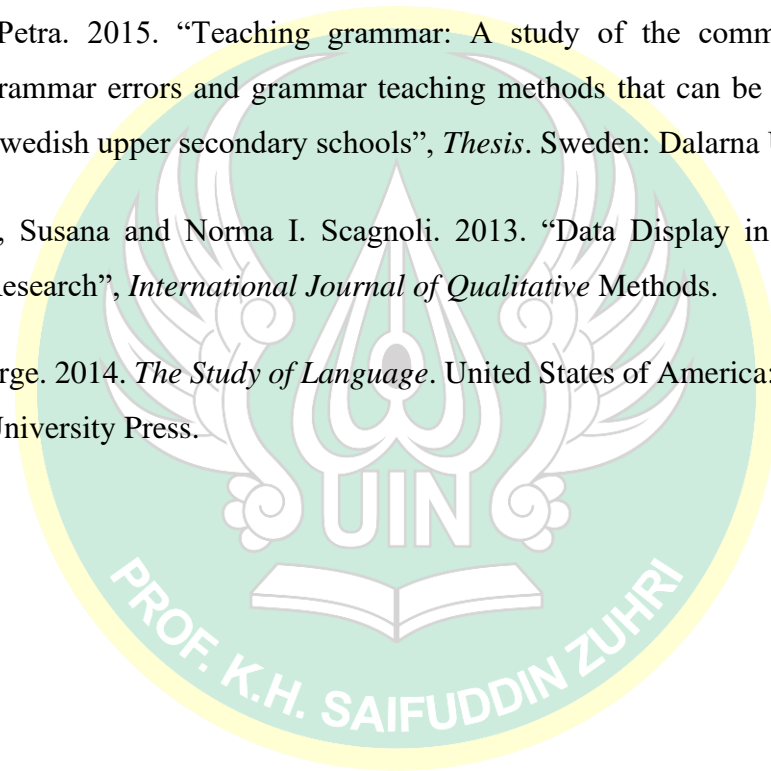 Petra. 2015. “Teaching grammar: A study of the comm
rammar errors and grammar teaching methods that can be
wedish upper secondary schools”, Thesis. Sweden: Dalarna U
, Susana and Norma I. Scagnoli. 2013. “Data Display in
Research”, International Journal of Qualitative Methods.
rge. 2014. The Study of Language. United States of America:
University Press.
UIN
PROF. K.H. SAIFUDDIN ZUHRI